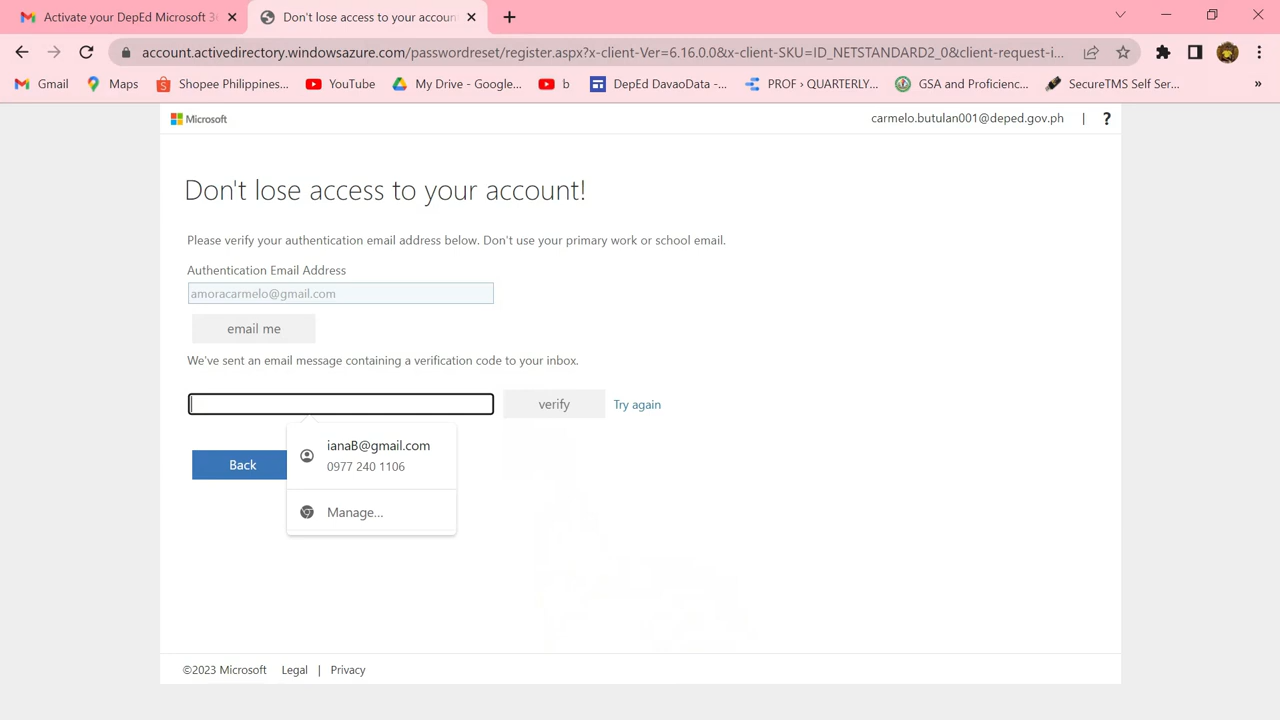 Activate your DepEd Microsoft 36
Don't lose access to your accoun
account.activedirectory.windowsazure.com/passwordreset/register.aspx?x-client-Ver=6.16.0.0&x-client-SKU=ID_NETSTANDARD2_0&client-request-i...
Gmail
Maps
Shopee Philippines...
YouTube
My Drive - Google...
b
DepEd DavaoData -...
PROF › QUARTERLY...
GSA and Proficienc...
SecureTMS Self Ser...
»
Microsoft
carmelo.butulan001@deped.gov.ph | ?
Don't lose access to your account!
Please verify your authentication email address below. Don't use your primary work or school email.
Authentication Email Address
amoracarmelo@gmail.com
email me
We've sent an email message containing a verification code to your inbox.
verify
Try again
ianaB@gmail.com
0977 240 1106
Back
Manage...
©2023 Microsoft Legal | Privacy